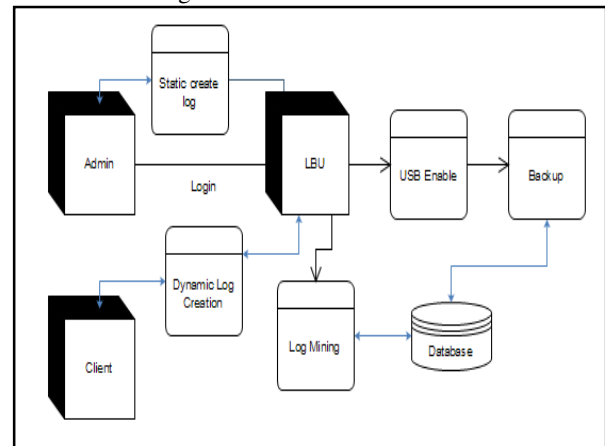 Static create
log
Admin
LBU
USB Enable
Backup
Login
Dynamic Log
Creation
Client
Log Mining
Database